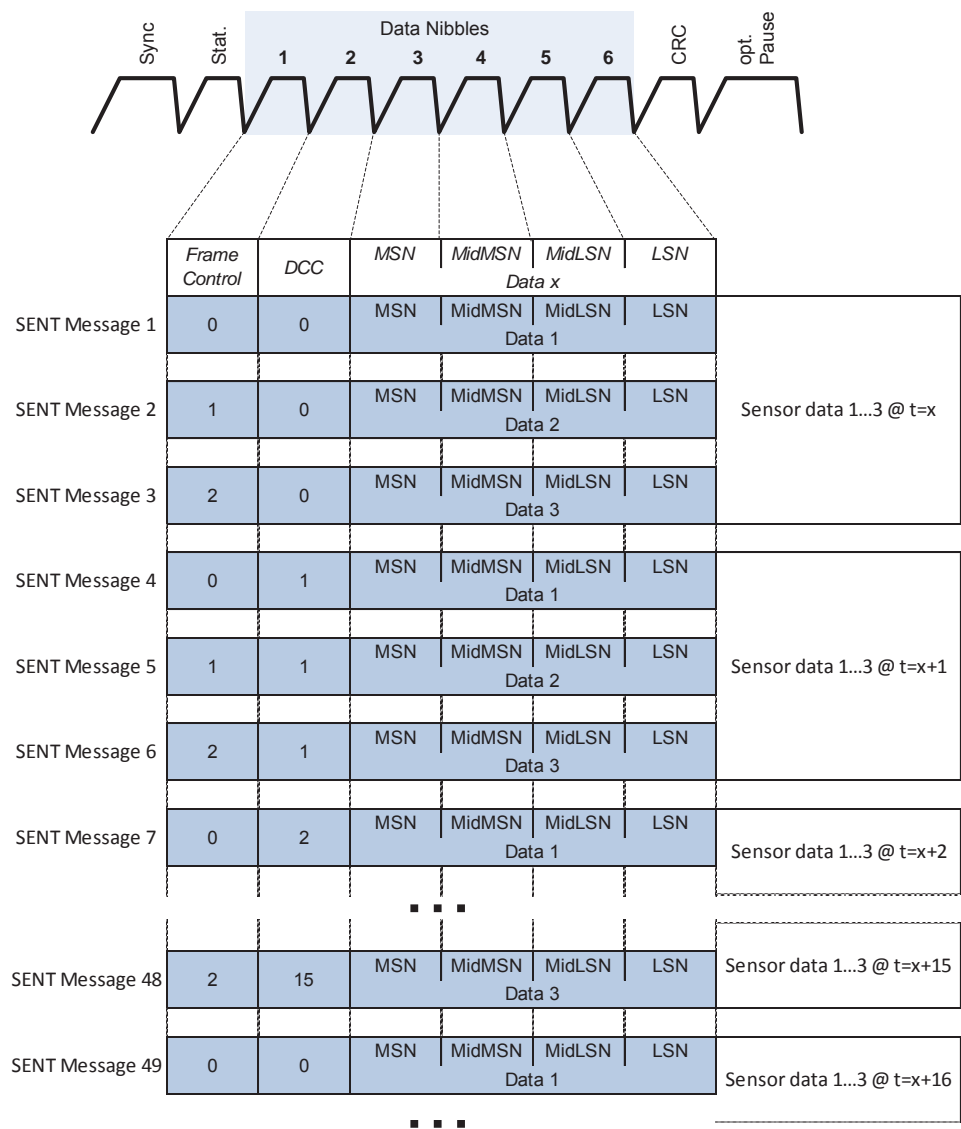 Sync
Stat.
Data Nibbles
CRC
opt. Pause
1 2 3 4 5 6
Frame Control DCC MSN MidMSN MidLSN LSN
Data x
SENT Message 1 0 0 MSN MidMSN MidLSN LSN
Data 1
SENT Message 2 1 0 MSN MidMSN MidLSN LSN
Data 2
Sensor data 1...3 @ t=x
SENT Message 3 2 0 MSN MidMSN MidLSN LSN
Data 3
SENT Message 4 0 1 MSN MidMSN MidLSN LSN
Data 1
SENT Message 5 1 1 MSN MidMSN MidLSN LSN
Data 2
Sensor data 1...3 @ t=x+1
SENT Message 6 2 1 MSN MidMSN MidLSN LSN
Data 3
SENT Message 7 0 2 MSN MidMSN MidLSN LSN
Data 1
Sensor data 1...3 @ t=x+2
...
SENT Message 48 2 15 MSN MidMSN MidLSN LSN
Data 3
Sensor data 1...3 @ t=x+15
SENT Message 49 0 0 MSN MidMSN MidLSN LSN
Data 1
Sensor data 1...3 @ t=x+16
...